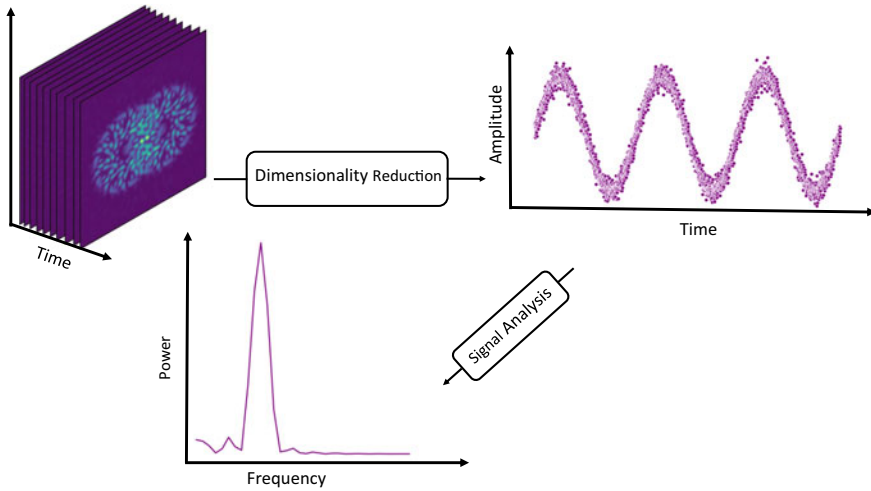 Time
Dimensionality Reduction
Amplitude
Time
Signal Analysis
Power
Frequency